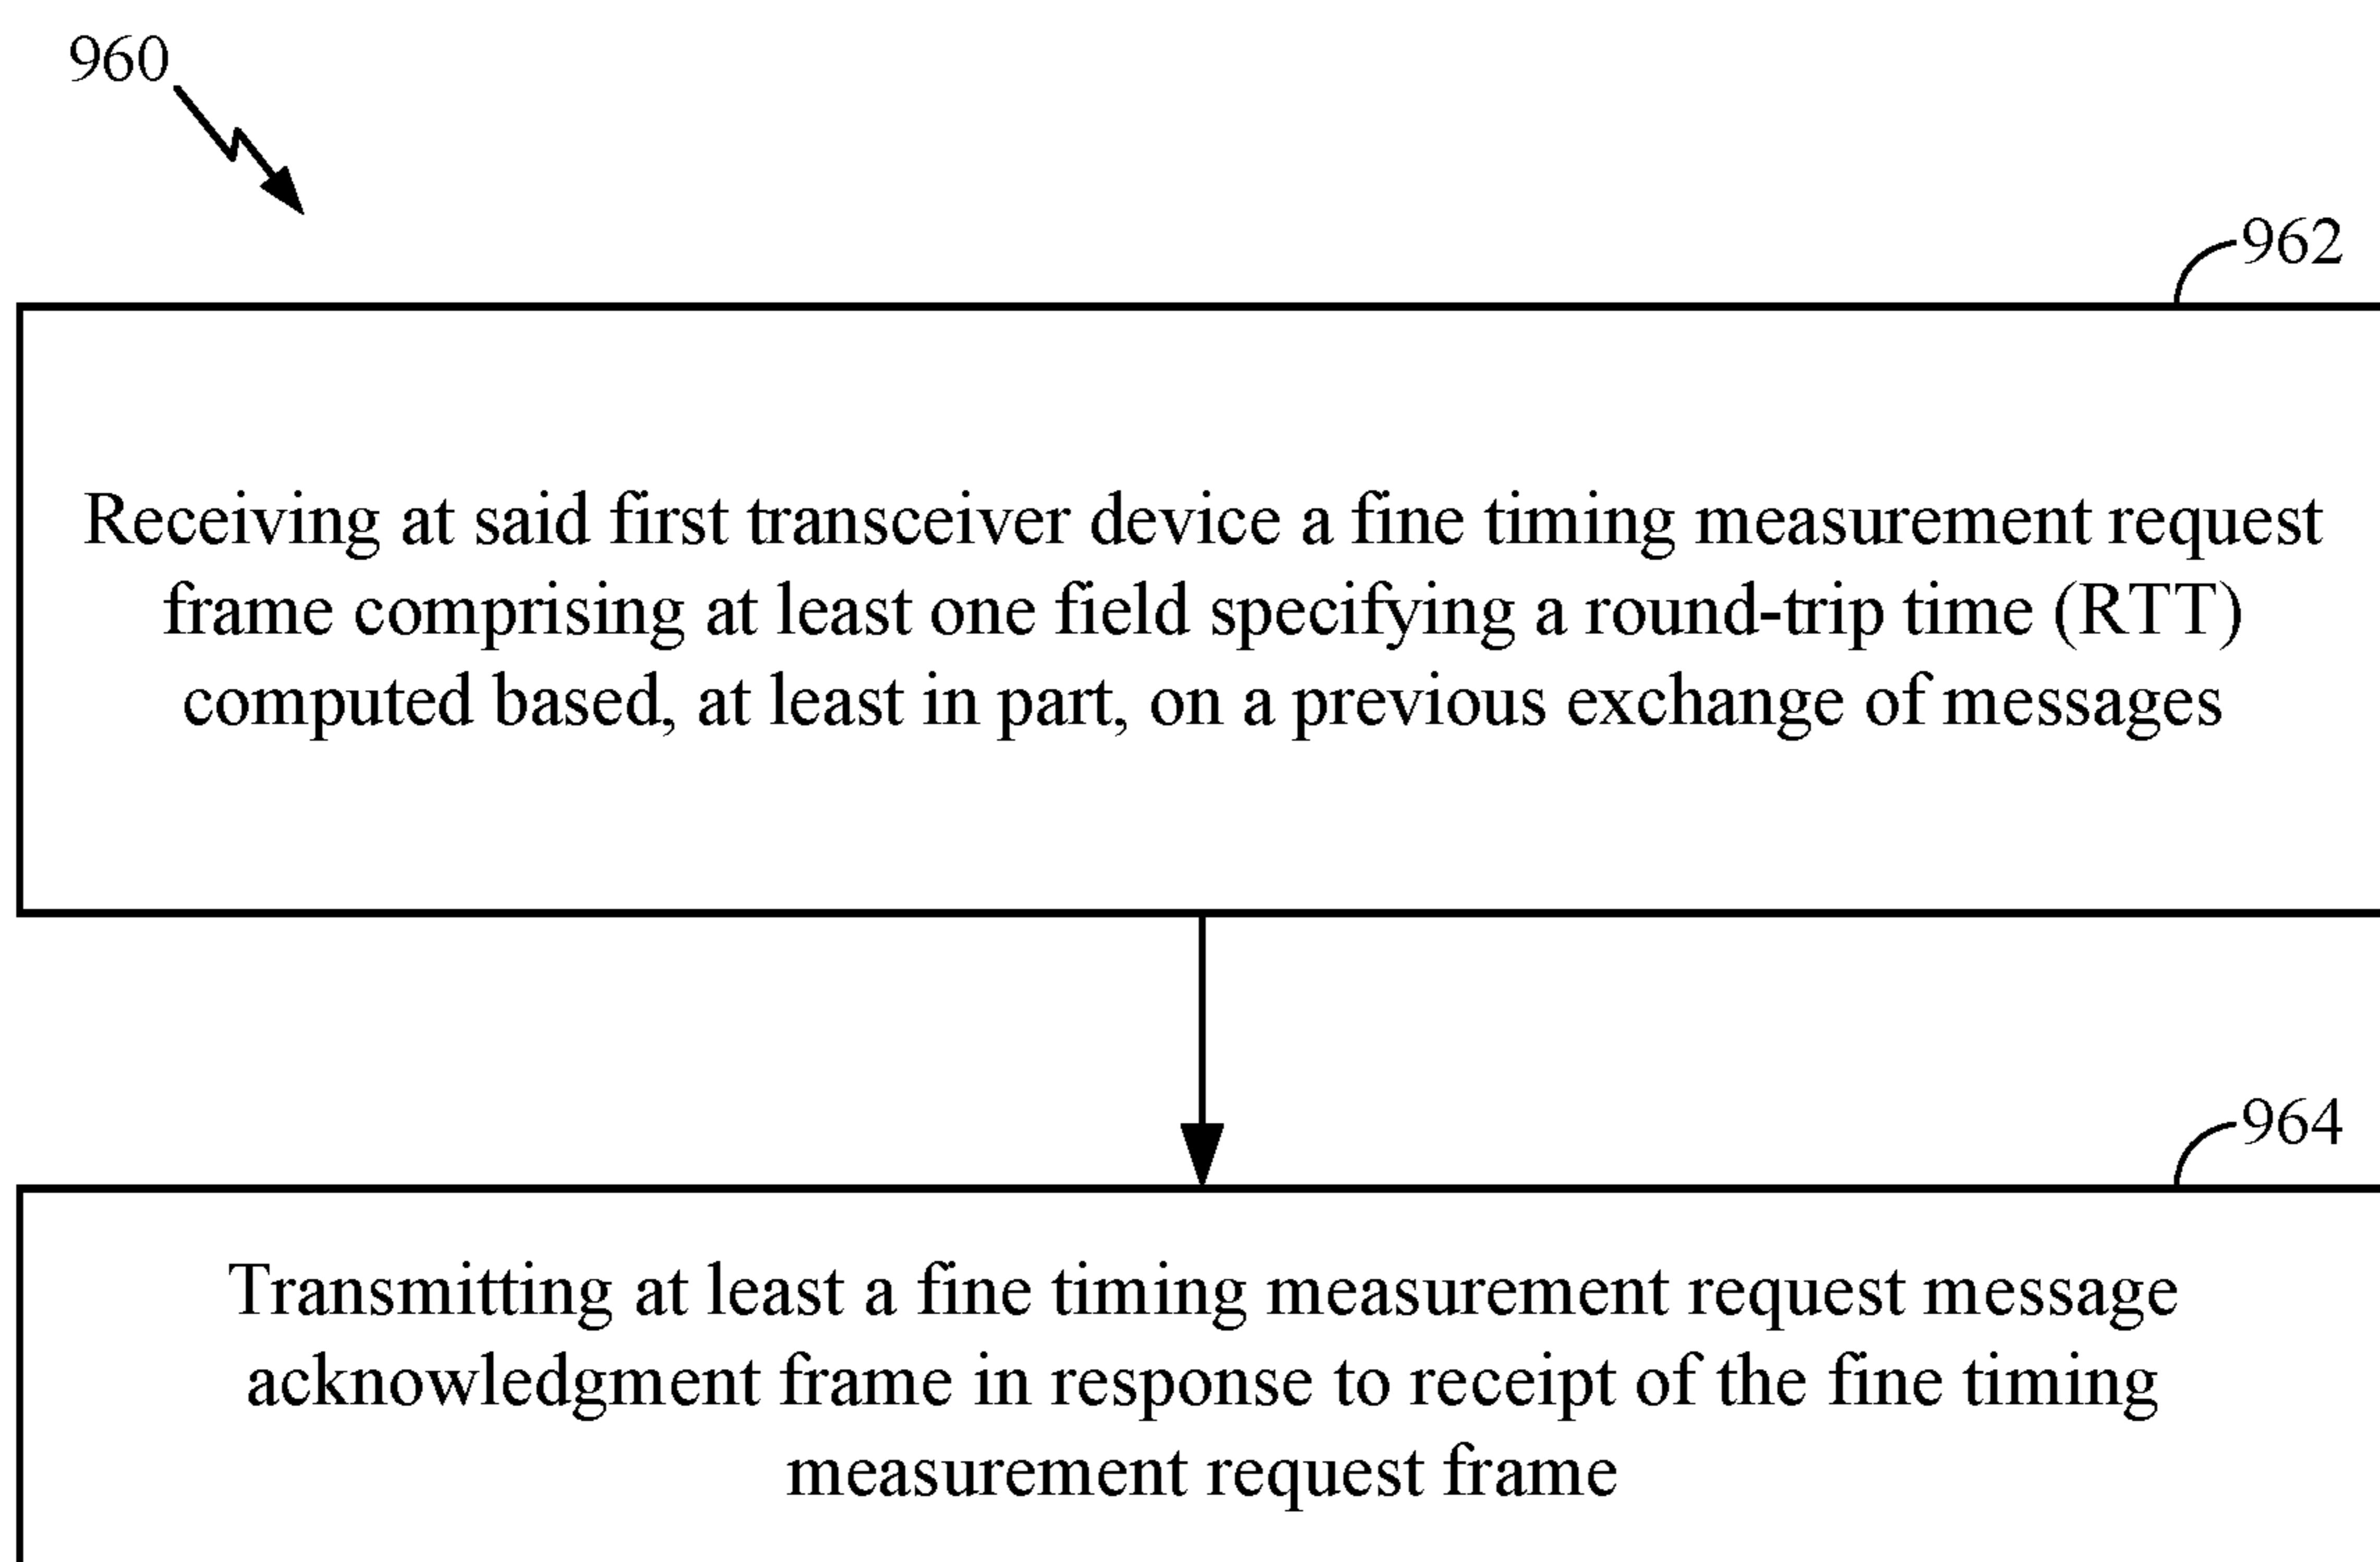 960
962
Receiving at said first transceiver device a fine timing measurement request
frame comprising at least one field specifying a round-trip time (RTT)
computed based, at least in part, on a previous exchange of messages
964
Transmitting at least a fine timing measurement request message
acknowledgment frame in response to receipt of the fine timing
measurement request frame